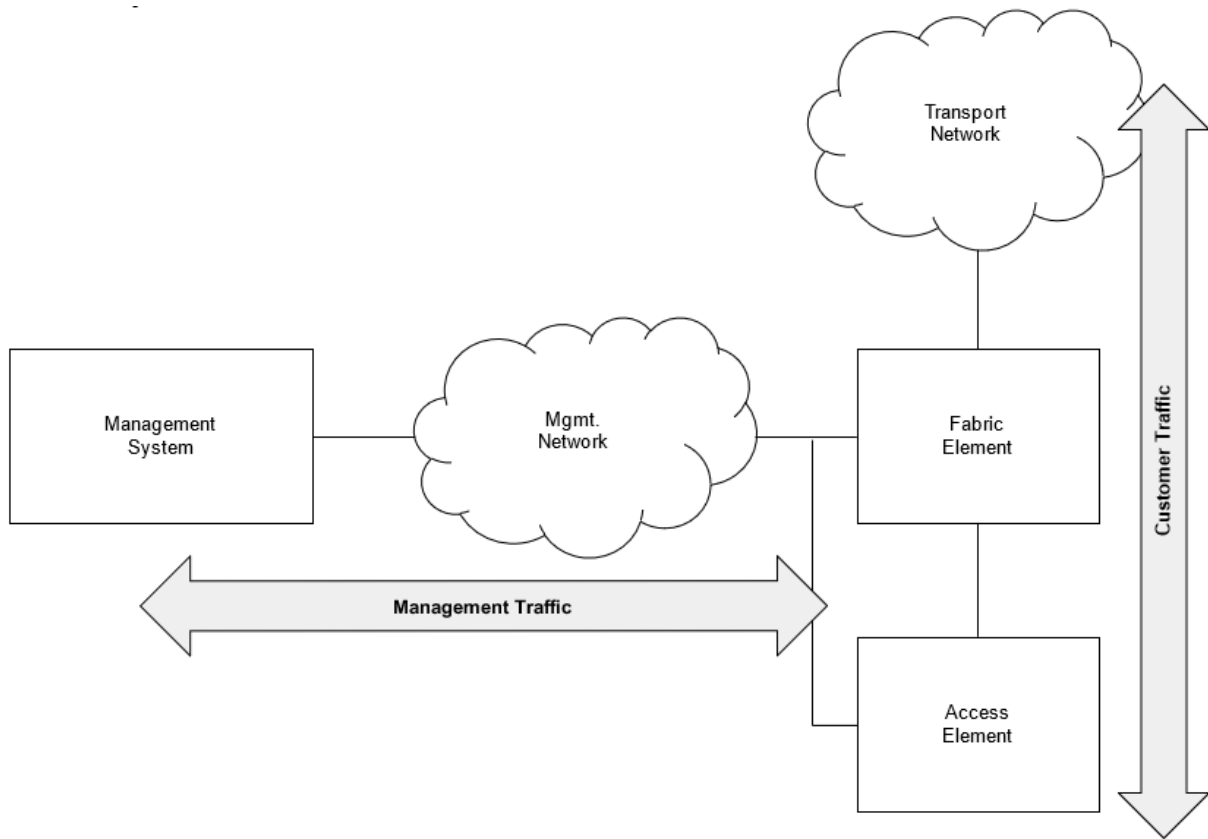 Transport
Network
Management
System
Mgmt.
Network
Fabric
Element
Customer Traffic
Management Traffic
Access
Element